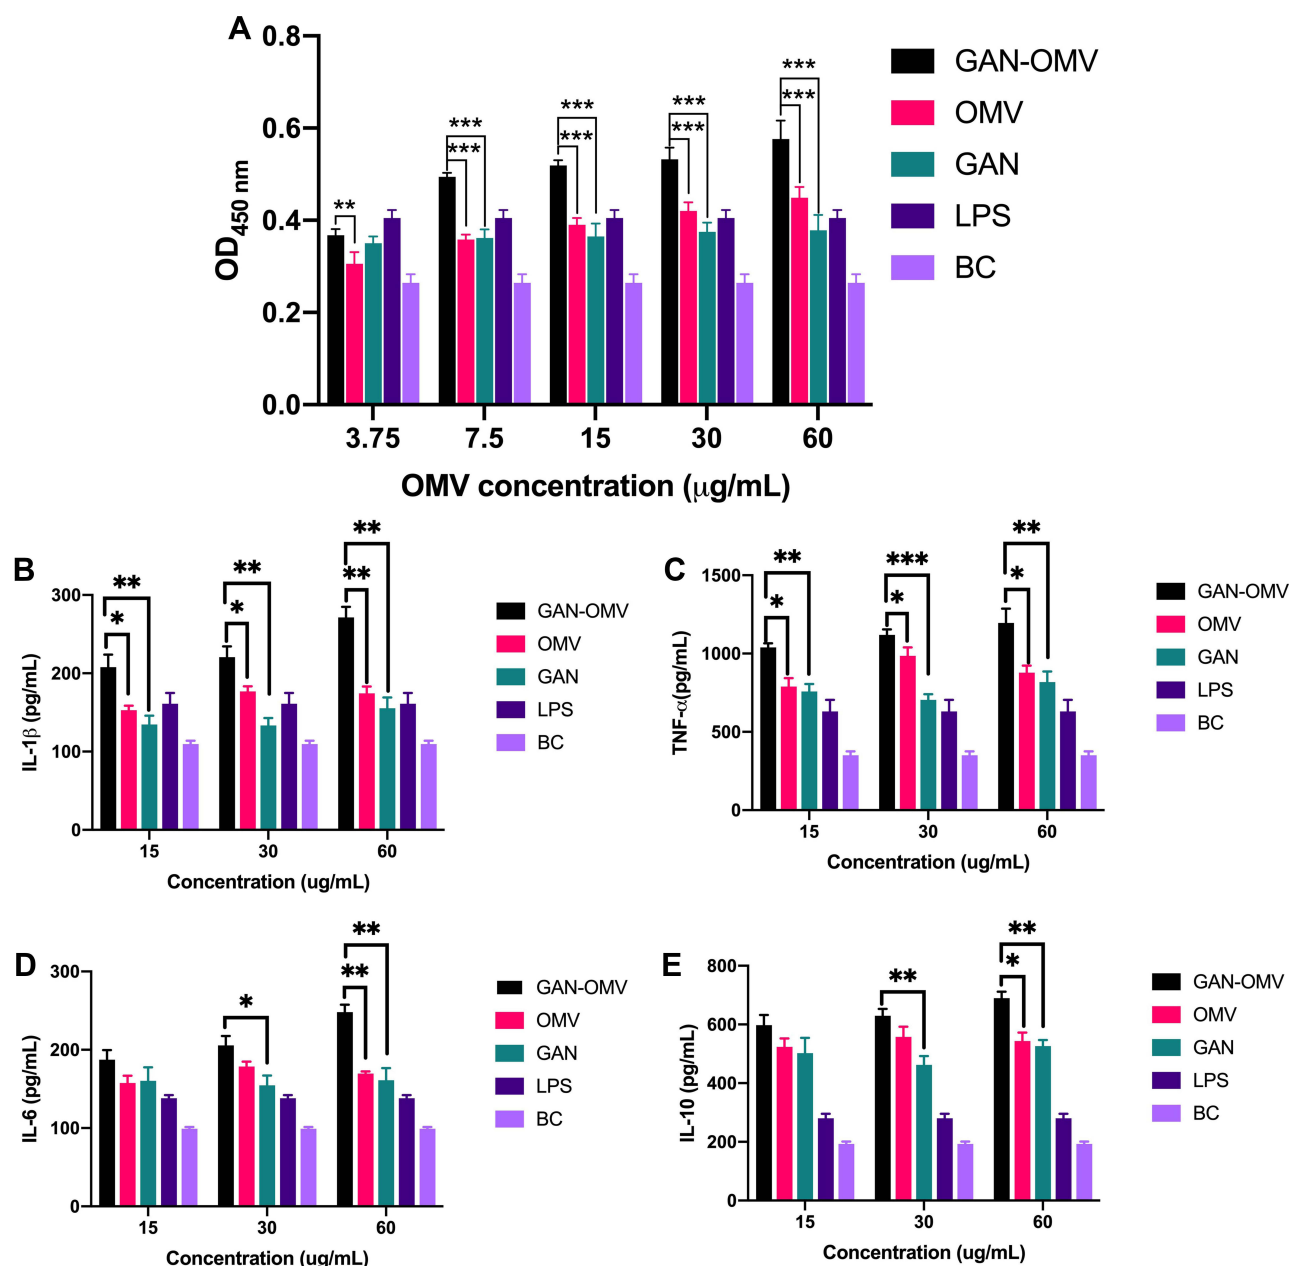 A
0.8
0.6
0.4
0.2
0.0
OD450 nm
**
***
***
***
***
***
***
***
***
3.75 7.5 15 30 60
OMV concentration (μg/mL)
GAN-OMV
OMV
GAN
LPS
BC
B
300
200
100
0
IL-1β (pg/mL)
**
*
**
*
**
**
15 30 60
Concentration (ug/mL)
GAN-OMV
OMV
GAN
LPS
BC
C
1500
1000
500
0
TNF-α(pg/mL)
**
*
***
*
**
*
15 30 60
Concentration (ug/mL)
GAN-OMV
OMV
GAN
LPS
BC
D
300
200
100
0
IL-6 (pg/mL)
*
**
**
15 30 60
Concentration (ug/mL)
GAN-OMV
OMV
GAN
LPS
BC
E
800
600
400
200
0
IL-10 (pg/mL)
**
**
*
15 30 60
Concentration (ug/mL)
GAN-OMV
OMV
GAN
LPS
BC